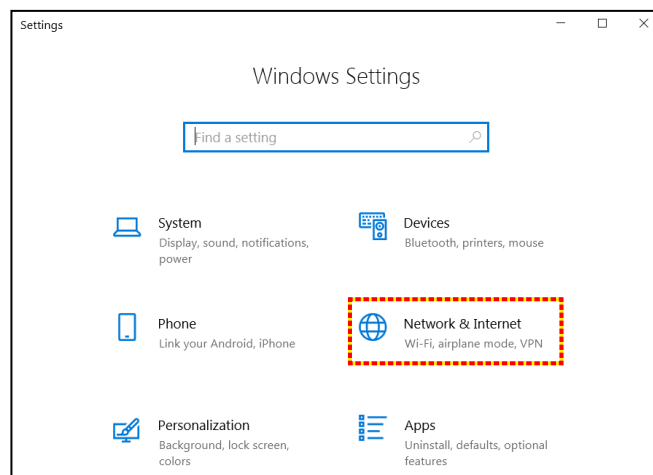 Settings
Windows Settings
Find a setting
System
Display, sound, notifications,
power
Devices
Bluetooth, printers, mouse
Phone
Link your Android, iPhone
Network & Internet
Wi-Fi, airplane mode, VPN
Personalization
Background, lock screen,
colors
Apps
Uninstall, defaults, optional
features